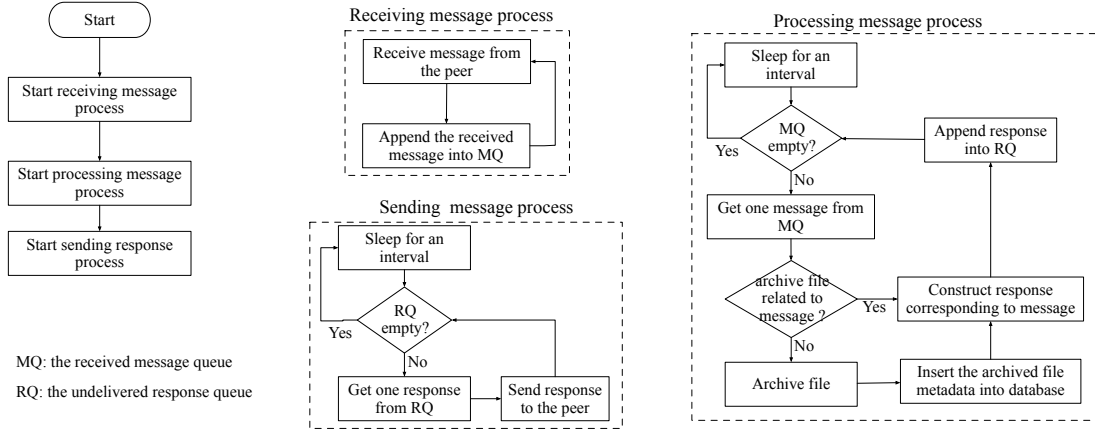 Start
Start receiving message
process
Start processing message
process
Start sending response
process
MQ: the received message queue
RQ: the undelivered response queue
Receiving message process
Receive message from
the peer
Append the received
message into MQ
Sending message process
Sleep for an
interval
RQ
empty?
Yes
No
Get one response
from RQ
Send response
to the peer
Processing message process
Sleep for an
interval
MQ
empty?
Yes
No
Append response
into RQ
Get one message from
MQ
archive file
related to
message ?
Yes
No
Construct response
corresponding to message
Archive file
Insert the archived file
metadata into database